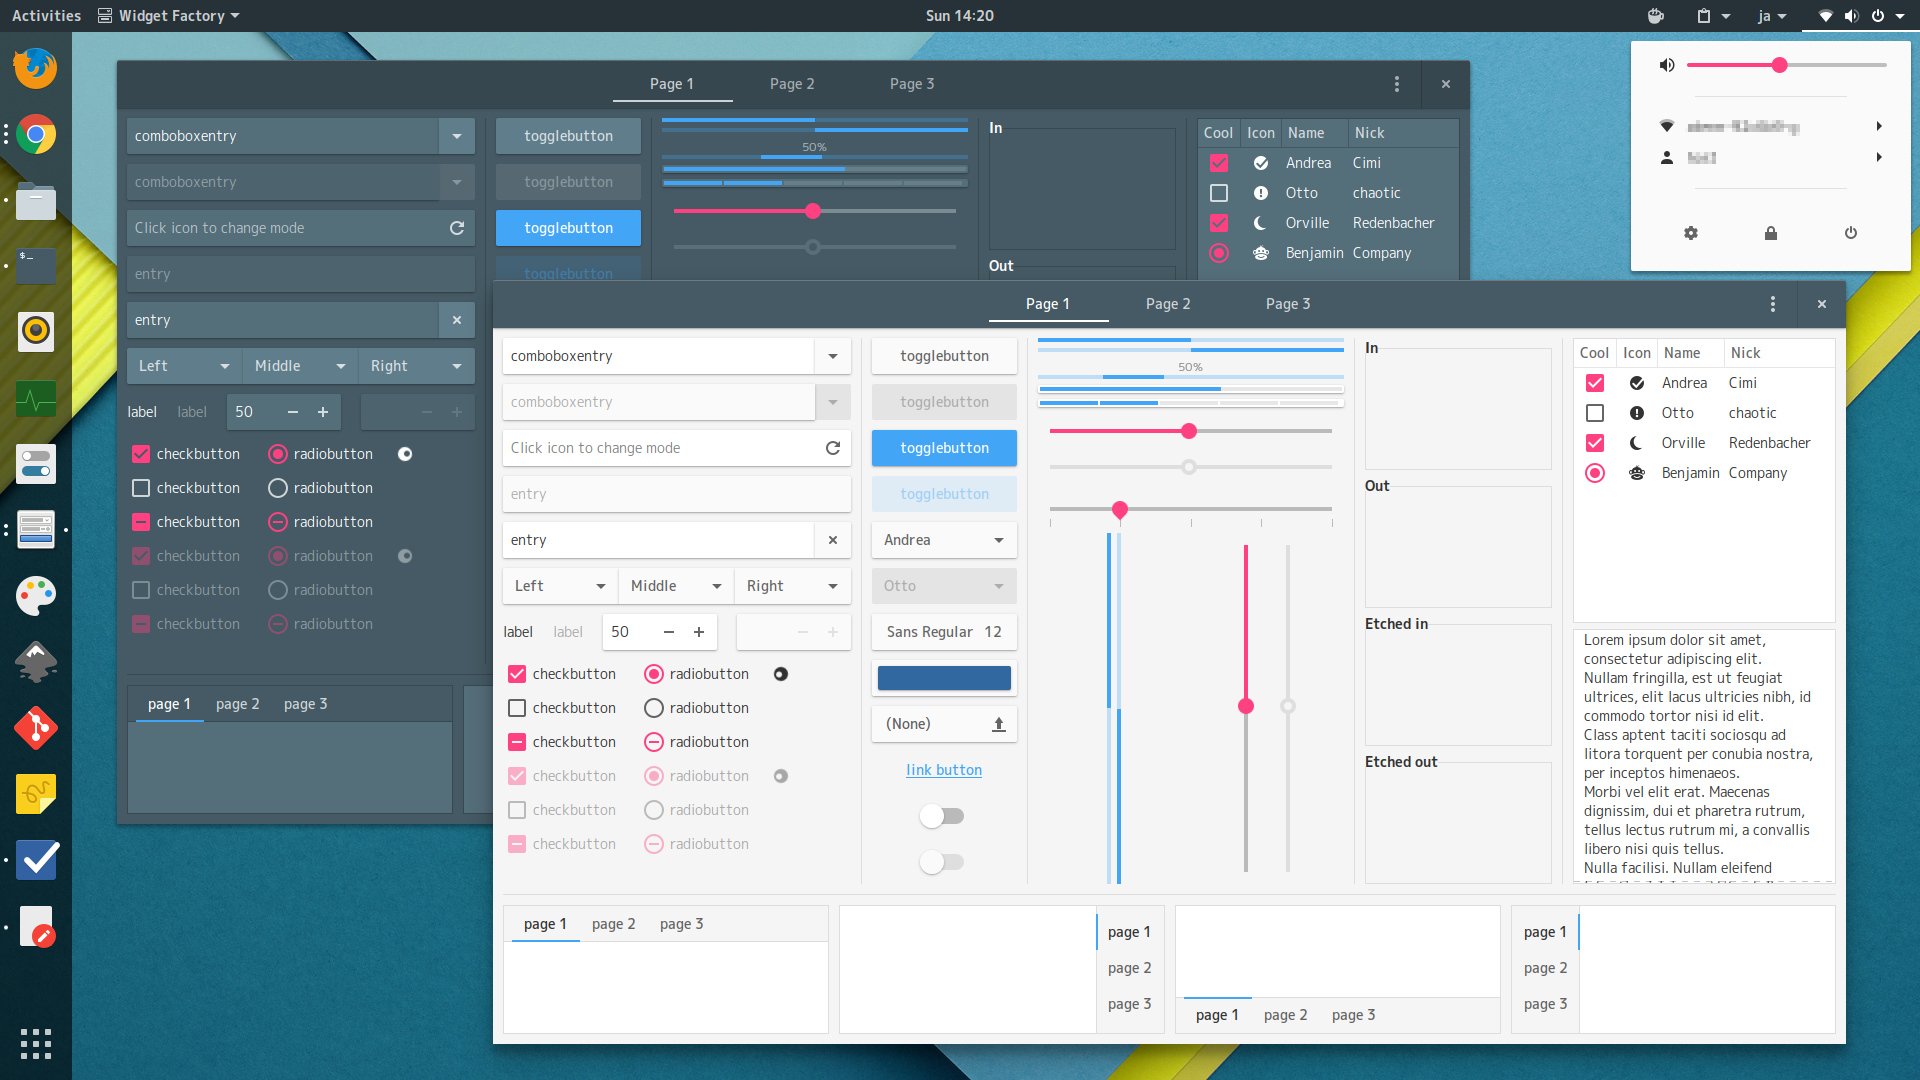 Activities
Widget Factory
Sun 14:20
ja
Page 1
Page 2
Page 3
comboboxentry
comboboxentry
Click icon to change mode
entry
entry
Left
Middle
Right
label
label
50
checkbutton
radiobutton
checkbutton
radiobutton
checkbutton
radiobutton
checkbutton
radiobutton
checkbutton
radiobutton
checkbutton
radiobutton
togglebutton
togglebutton
togglebutton
togglebutton
50%
In
Out
Cool Icon Name Nick
Andrea Cimi
Otto chaotic
Orville Redenbacher
Benjamin Company
page 1
page 2
page 3
Page 1
Page 2
Page 3
comboboxentry
comboboxentry
Click icon to change mode
entry
entry
Left
Middle
Right
label
label
50
checkbutton
radiobutton
checkbutton
radiobutton
checkbutton
radiobutton
checkbutton
radiobutton
checkbutton
radiobutton
checkbutton
radiobutton
togglebutton
togglebutton
togglebutton
togglebutton
Andrea
Otto
Sans Regular 12
(None)
link button
50%
In
Out
Etched in
Etched out
Cool Icon Name Nick
Andrea Cimi
Otto chaotic
Orville Redenbacher
Benjamin Company
Lorem ipsum dolor sit amet,
consectetur adipiscing elit.
Nullam fringilla, est ut feugiat
ultrices, elit lacus ultricies nibh, id
commodo tortor nisi id elit.
Class aptent taciti sociosqu ad
litora torquent per conubia nostra,
per inceptos himenaeos.
Morbi vel elit erat. Maecenas
dignissim, dui et pharetra rutrum,
tellus lectus rutrum mi, a convallis
libero nisi quis tellus.
Nulla facilisi. Nullam eleifend
page 1
page 2
page 3
page 1
page 2
page 3
page 1
page 2
page 3
page 1
page 2
page 3